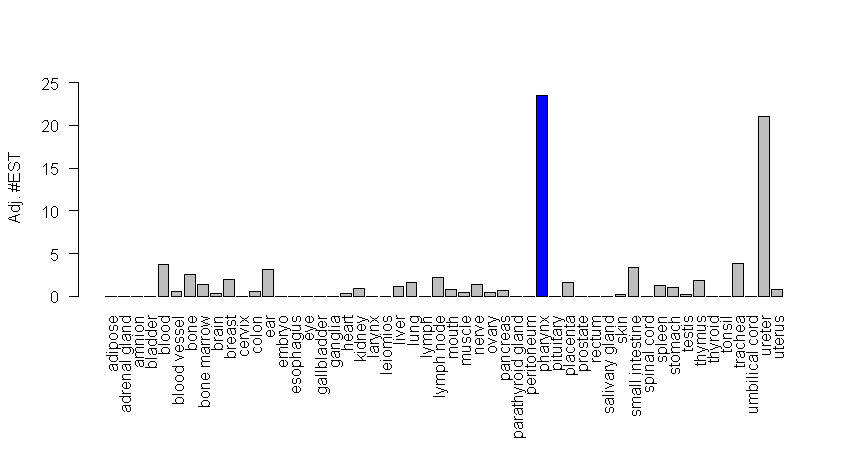 Adj. #EST
25
20
15
10
5
0
adipose
adrenal gland
amnion
bladder
blood
blood vessel
bone
bone marrow
brain
breast
cervix
colon
ear
embryo
esophagus
eye
gallbladder
ganglia
heart
kidney
larynx
leiomios
liver
lung
lymph
lymph node
mouth
muscle
nerve
ovary
pancreas
parathyroid gland
peritoneum
pharynx
pituitary
placenta
prostate
rectum
salivary gland
skin
small intestine
spinal cord
spleen
stomach
testis
thymus
thyroid
tonsil
trachea
umbilical cord
ureter
uterus